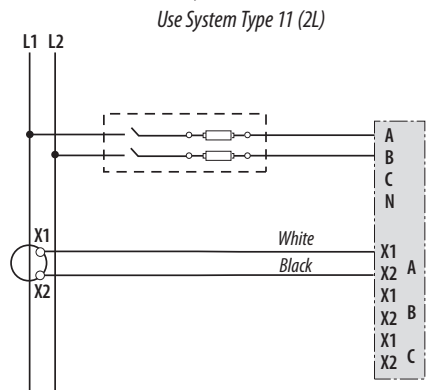 Use System Type 11 (2L)
L1 L2
A
B
C
N
X1
White
X1
Black
X2 A
X2
X1
X2 B
X1
X2 C